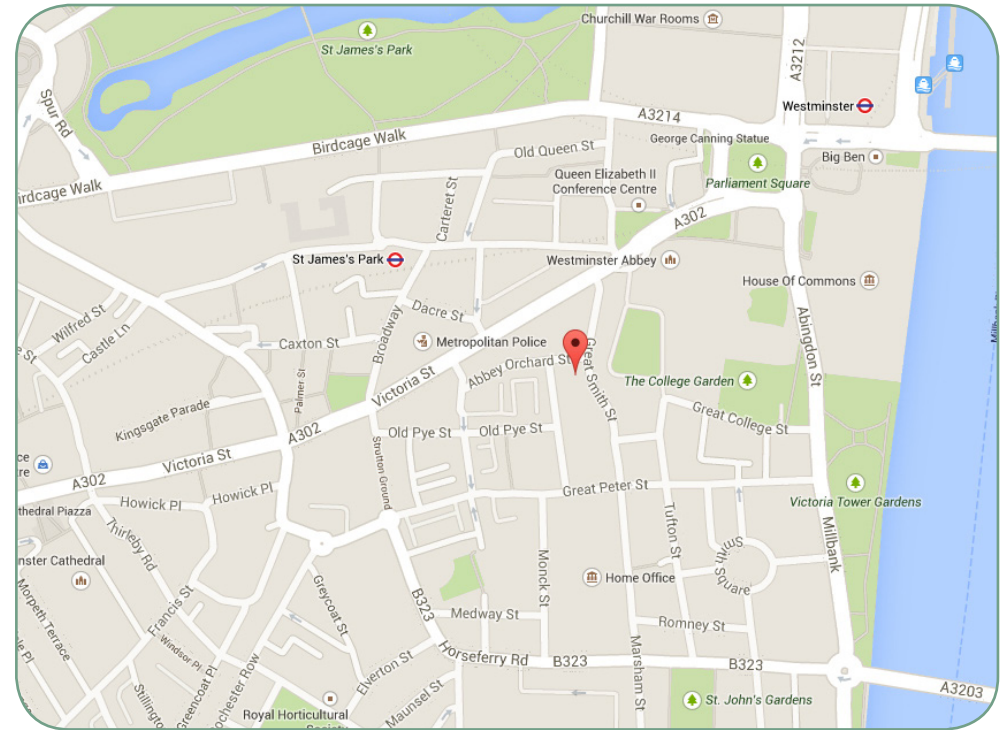 Churchill War Rooms
St James's Park
A3212
Spur Rd
Westminster
A3214
Birdcage Walk
George Canning Statue
Old Queen St
Big Ben
Queen Elizabeth II
Conference Centre
Parliament Square
irdcage Walk
Carteret St
A302
St James's Park
Westminster Abbey
House Of Commons
Wilfred St
Dacre St
Abingdon St
Castle Ln
Caxton St
Broadway
Metropolitan Police
Great Smith St
Abbey Orchard St
Palmer St
Victoria St
The College Garden
Kingsgate Parade
Great College St
A302
Old Pye St
Old Pye St
Strutton Ground
Victoria St
ce
re
A302
Howick Pl
Howick Pl
Great Peter St
Victoria Tower Gardens
thedral Piazza
Thirleby Rd
Tufton St
Millbank
Smith Square
nster Cathedral
Monck St
Home Office
Greycoat St
B323
Francis St
Medway St
Romney St
Morpeth Terrace
Windsor Pl
Horseferry Rd
B323
B323
Marsham St
Elverton St
A3203
Greencoat Pl
ochester Row
Stillington
Maunsel St
St. John's Gardens
Royal Horticultural